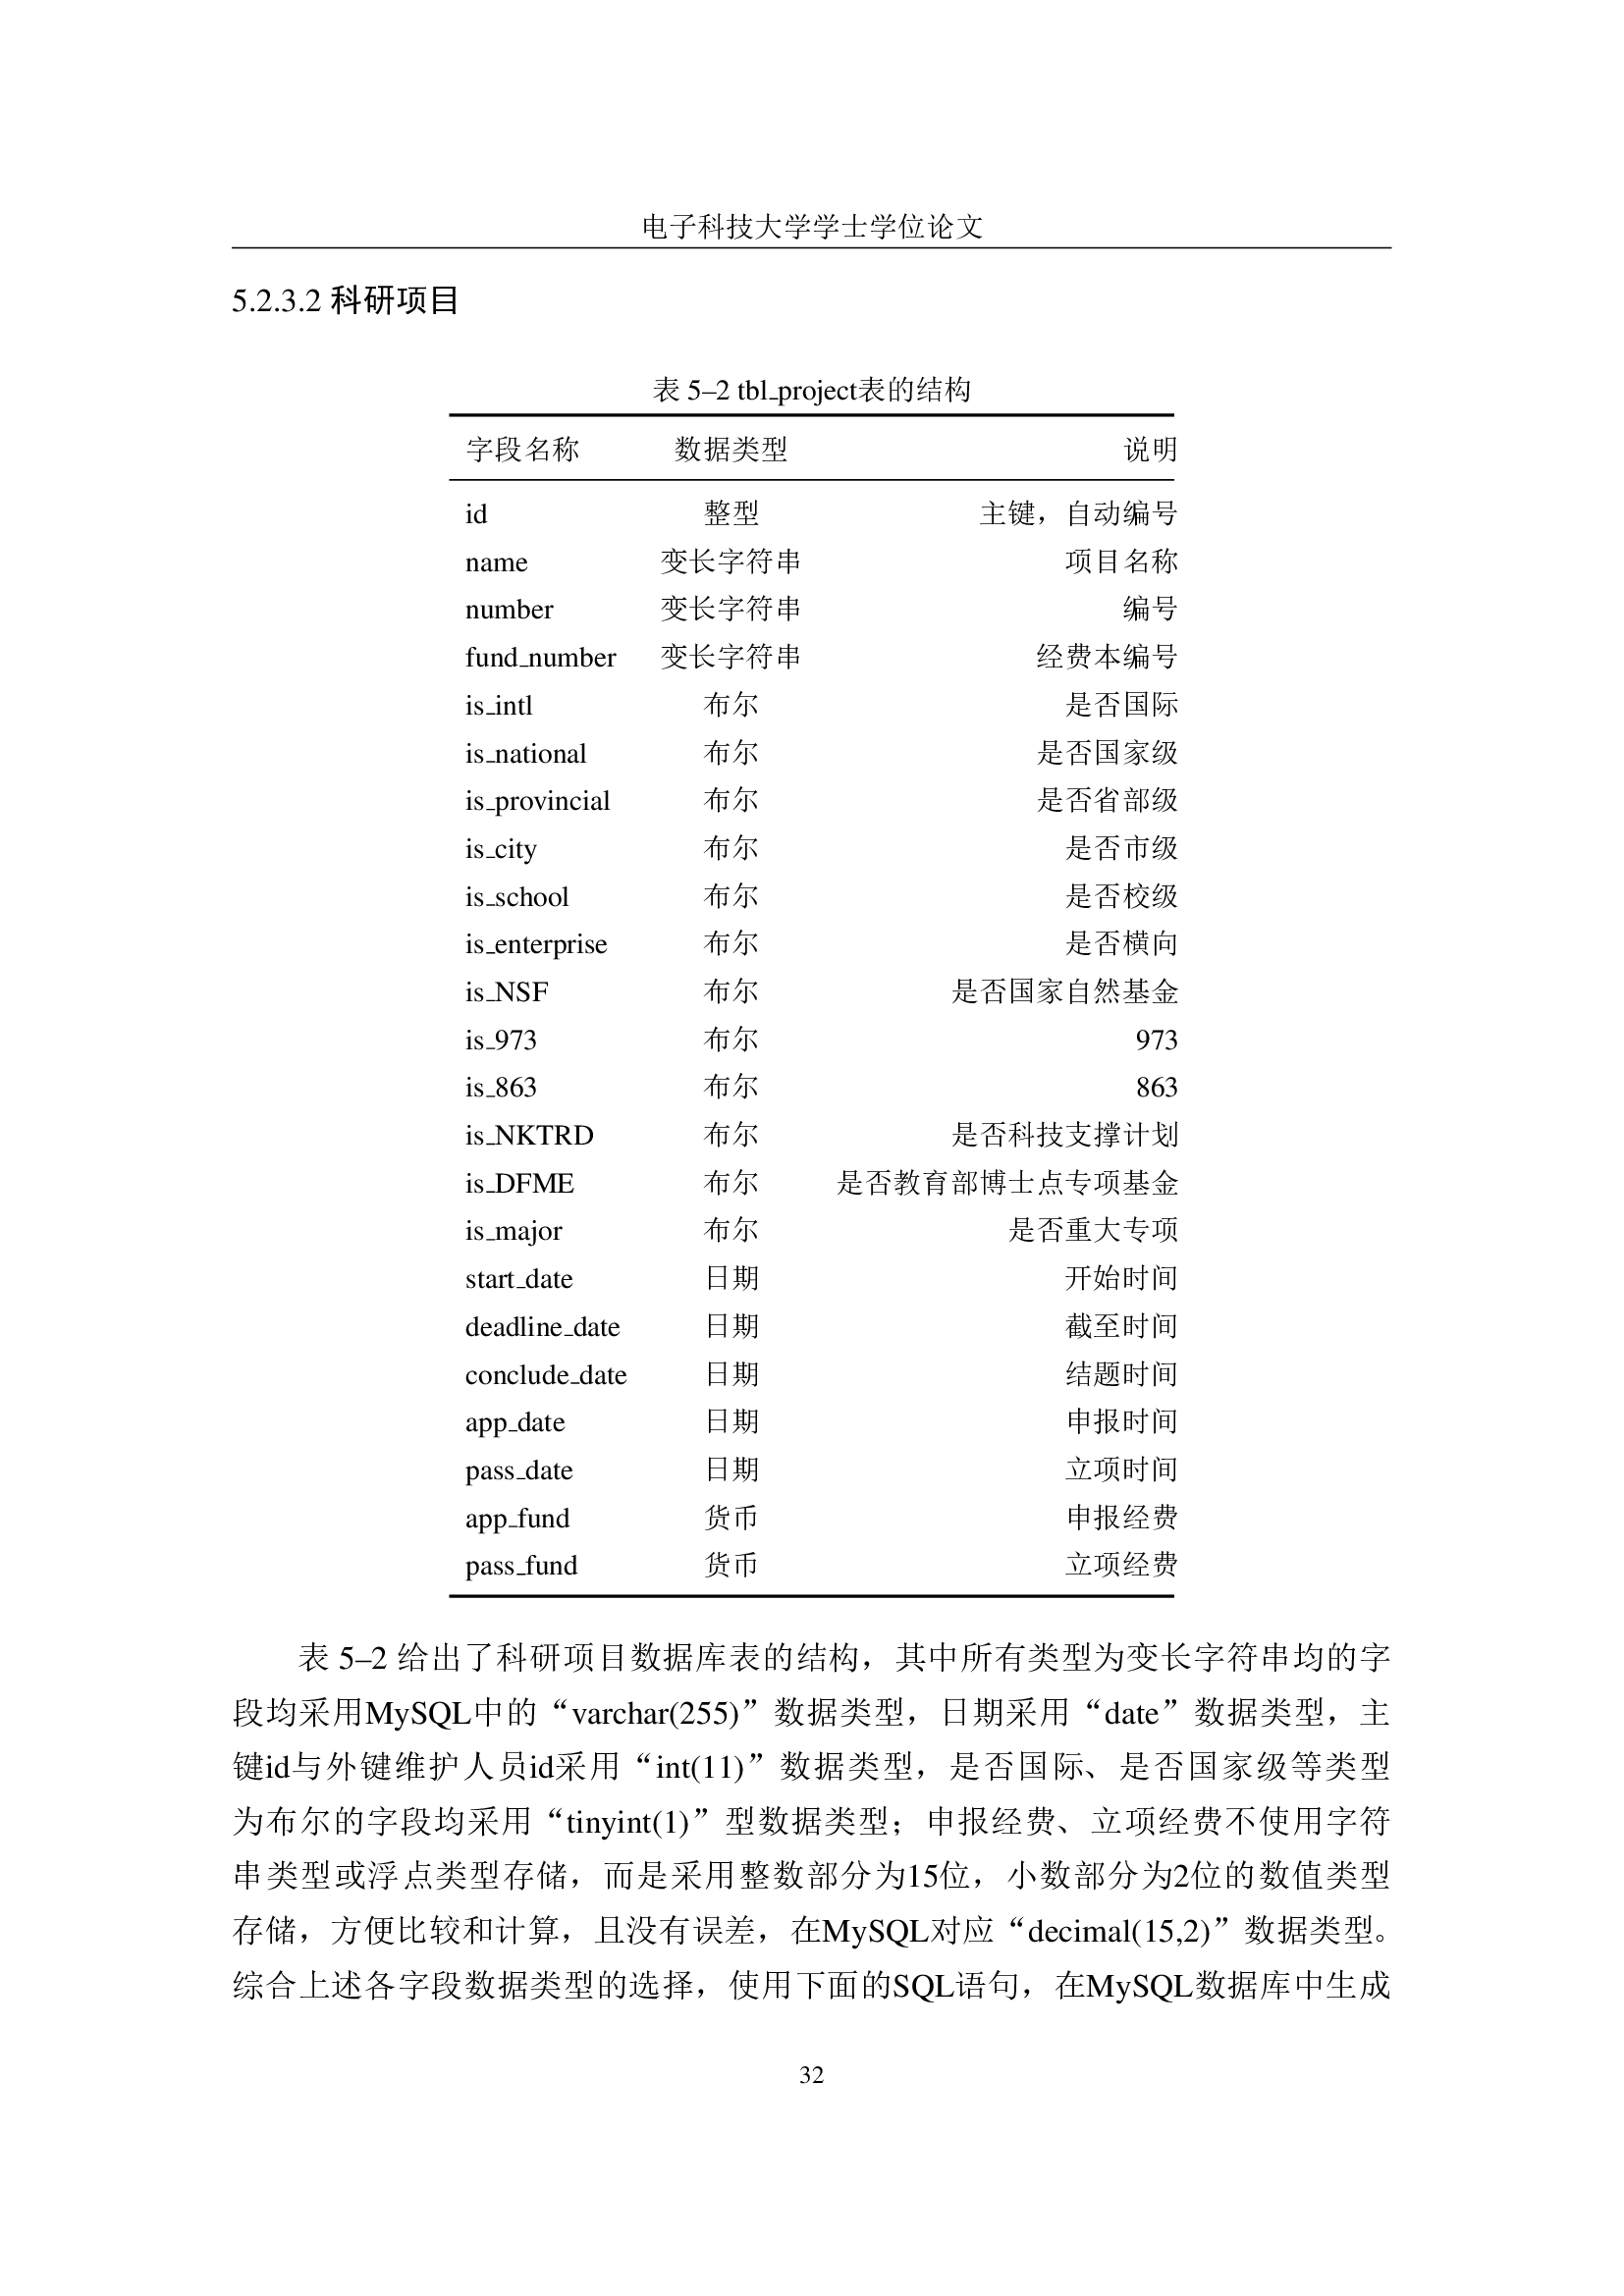 电子科技大学学士学位论文
5.2.3.2 科研项目
表 5–2 tbl_project表的结构
字段名称 数据类型 说明
id 整型 主键，自动编号
name 变长字符串 项目名称
number 变长字符串 编号
fund_number 变长字符串 经费本编号
is_intl 布尔 是否国际
is_national 布尔 是否国家级
is_provincial 布尔 是否省部级
is_city 布尔 是否市级
is_school 布尔 是否校级
is_enterprise 布尔 是否横向
is_NSF 布尔 是否国家自然基金
is_973 布尔 973
is_863 布尔 863
is_NKTRD 布尔 是否科技支撑计划
is_DFME 布尔 是否教育部博士点专项基金
is_major 布尔 是否重大专项
start_date 日期 开始时间
deadline_date 日期 截至时间
conclude_date 日期 结题时间
app_date 日期 申报时间
pass_date 日期 立项时间
app_fund 货币 申报经费
pass_fund 货币 立项经费
表 5–2 给出了科研项目数据库表的结构，其中所有类型为变长字符串均的字
段均采用MySQL中的“varchar(255)”数据类型，日期采用“date”数据类型，主
键id与外键维护人员id采用“int(11)”数据类型，是否国际、是否国家级等类型
为布尔的字段均采用“tinyint(1)”型数据类型；申报经费、立项经费不使用字符
串类型或浮点类型存储，而是采用整数部分为15位，小数部分为2位的数值类型
存储，方便比较和计算，且没有误差，在MySQL对应“decimal(15,2)”数据类型。
综合上述各字段数据类型的选择，使用下面的SQL语句，在MySQL数据库中生成
32